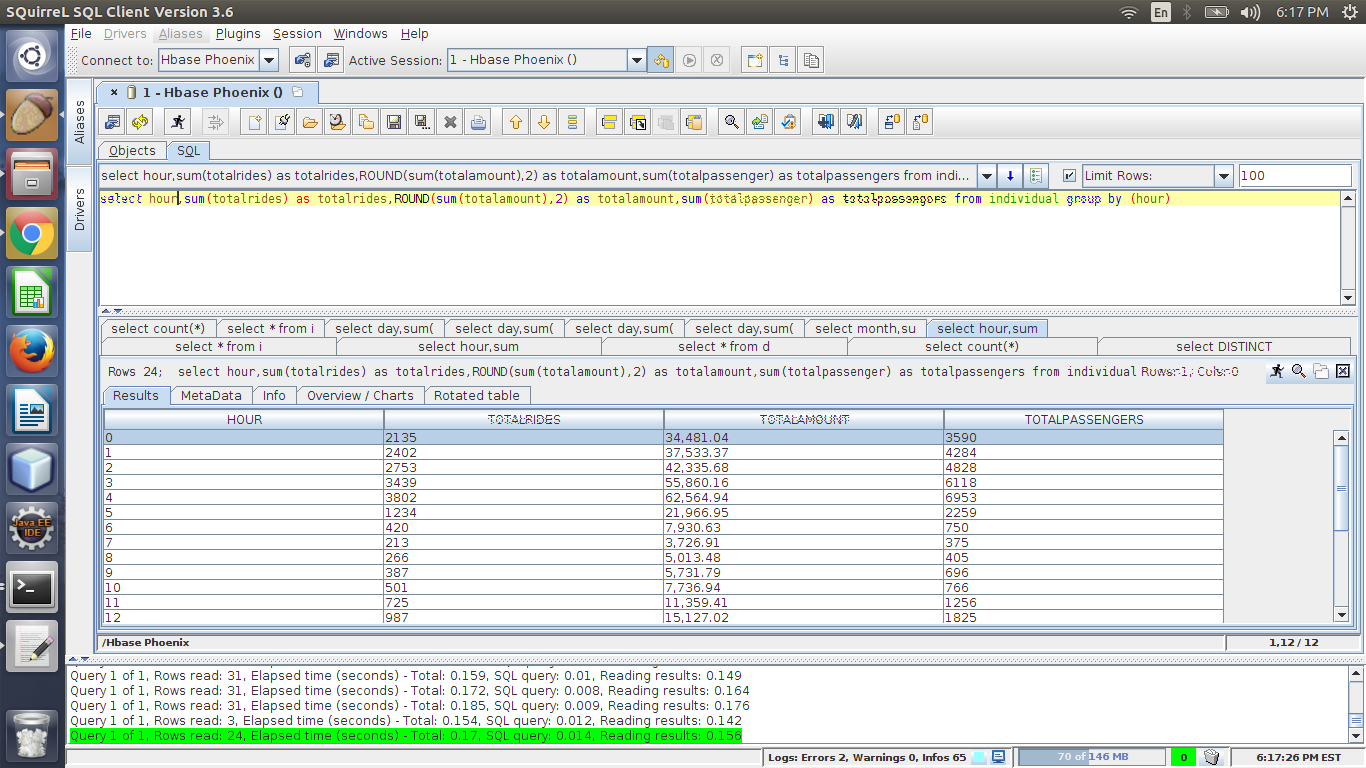 SQuirreL SQL Client Version 3.6
En
6:17 PM
File Drivers Aliases Plugins Session Windows Help
Connect to: Hbase Phoenix Active Session: 1 - Hbase Phoenix ()
Aliases
Drivers
1 - Hbase Phoenix ()
Objects SQL
select hour,sum(totalrides) as totalrides,ROUND(sum(totalamount),2) as totalamount,sum(totalpassenger) as totalpassengers from indi... Limit Rows: 100
select hour,sum(totalrides) as totalrides,ROUND(sum(totalamount),2) as totalamount,sum(totalpassenger) as totalpassengers from individual group by (hour)
select count(*) select * from i select day,sum( select day,sum( select day,sum( select day,sum( select month,su select hour,sum
select * from i select hour,sum select * from d select count(*) select DISTINCT
Rows 24; select hour,sum(totalrides) as totalrides,ROUND(sum(totalamount),2) as totalamount,sum(totalpassenger) as totalpassengers from individual
Results MetaData Info Overview / Charts Rotated table
HOUR TOTALRIDES TOTALAMOUNT TOTALPASSENGERS
0 2135 34,481.04 3590
1 2402 37,533.37 4284
2 2753 42,335.68 4828
3 3439 55,860.16 6118
4 3802 62,564.94 6953
5 1234 21,966.95 2259
6 420 7,930.63 750
7 213 3,726.91 375
8 266 5,013.48 405
9 387 5,731.79 696
10 501 7,736.94 766
11 725 11,359.41 1256
12 987 15,127.02 1825
/Hbase Phoenix 1,12 / 12
Query 1 of 1, Rows read: 31, Elapsed time (seconds) - Total: 0.159, SQL query: 0.01, Reading results: 0.149
Query 1 of 1, Rows read: 31, Elapsed time (seconds) - Total: 0.172, SQL query: 0.008, Reading results: 0.164
Query 1 of 1, Rows read: 31, Elapsed time (seconds) - Total: 0.185, SQL query: 0.009, Reading results: 0.176
Query 1 of 1, Rows read: 3, Elapsed time (seconds) - Total: 0.154, SQL query: 0.012, Reading results: 0.142
Query 1 of 1, Rows read: 24, Elapsed time (seconds) - Total: 0.17, SQL query: 0.014, Reading results: 0.156
Logs: Errors 2, Warnings 0, Infos 65 70 of 146 MB 0 6:17:26 PM EST
Java EE
IDE